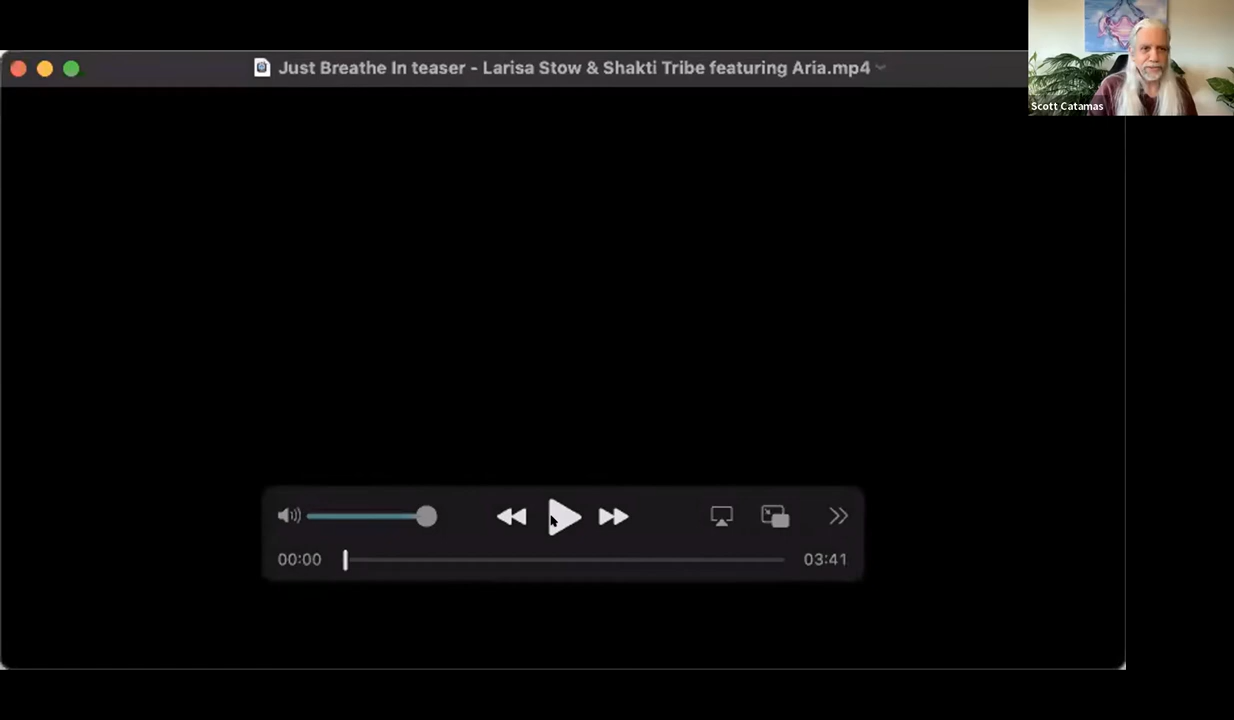 Just Breathe In teaser - Larisa Stow & Shakti Tribe featuring Aria.mp4
Scott Catamas
00:00
03:41